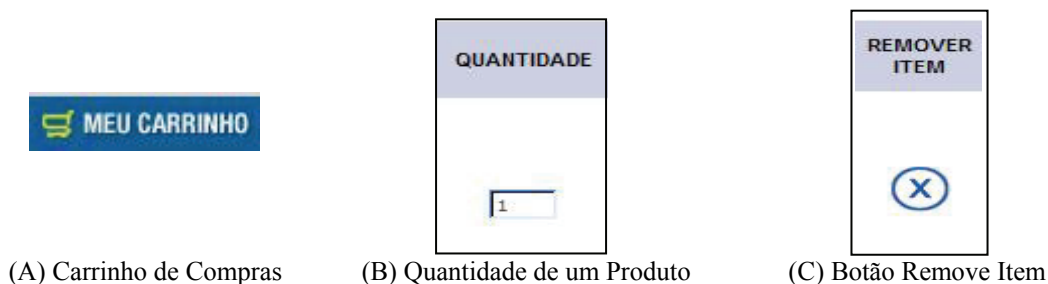 MEU CARRINHO
QUANTIDADE
1
REMOVER
ITEM
X
(A) Carrinho de Compras
(B) Quantidade de um Produto
(C) Botão Remove Item